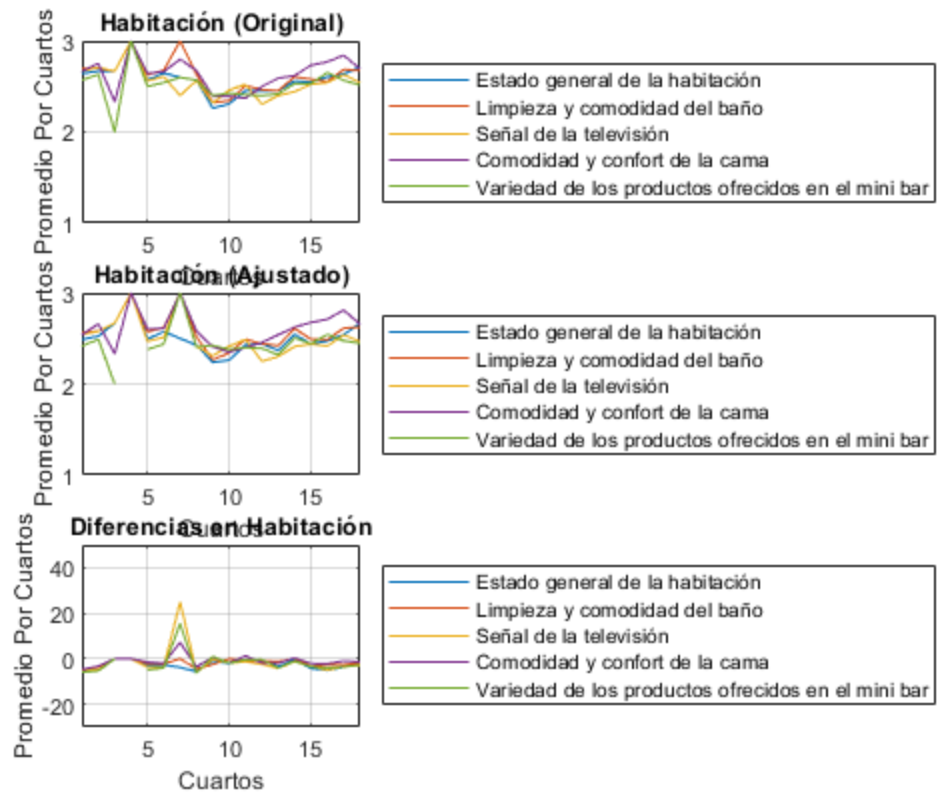 Habitación (Original)
Promedio Por Cuartos
3
2
1
5
10
15
Cuartos
Estado general de la habitación
Limpieza y comodidad del baño
Señal de la televisión
Comodidad y confort de la cama
Variedad de los productos ofrecidos en el mini bar
Habitación (Ajustado)
Promedio Por Cuartos
3
2
1
5
10
15
Cuartos
Estado general de la habitación
Limpieza y comodidad del baño
Señal de la televisión
Comodidad y confort de la cama
Variedad de los productos ofrecidos en el mini bar
Diferencias en Habitación
Promedio Por Cuartos
40
20
0
-20
5
10
15
Cuartos
Estado general de la habitación
Limpieza y comodidad del baño
Señal de la televisión
Comodidad y confort de la cama
Variedad de los productos ofrecidos en el mini bar